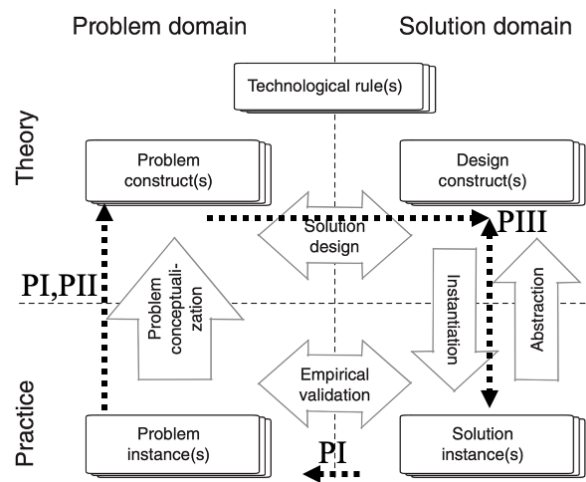 Problem domain
Solution domain
Technological rule(s)
Theory
Problem
construct(s)
Design
construct(s)
Solution
design
PIII
PI,PII
Problem
conceptuali-
zation
Instantiation
Abstraction
Empirical
validation
Practice
Problem
instance(s)
Solution
instance(s)
PI